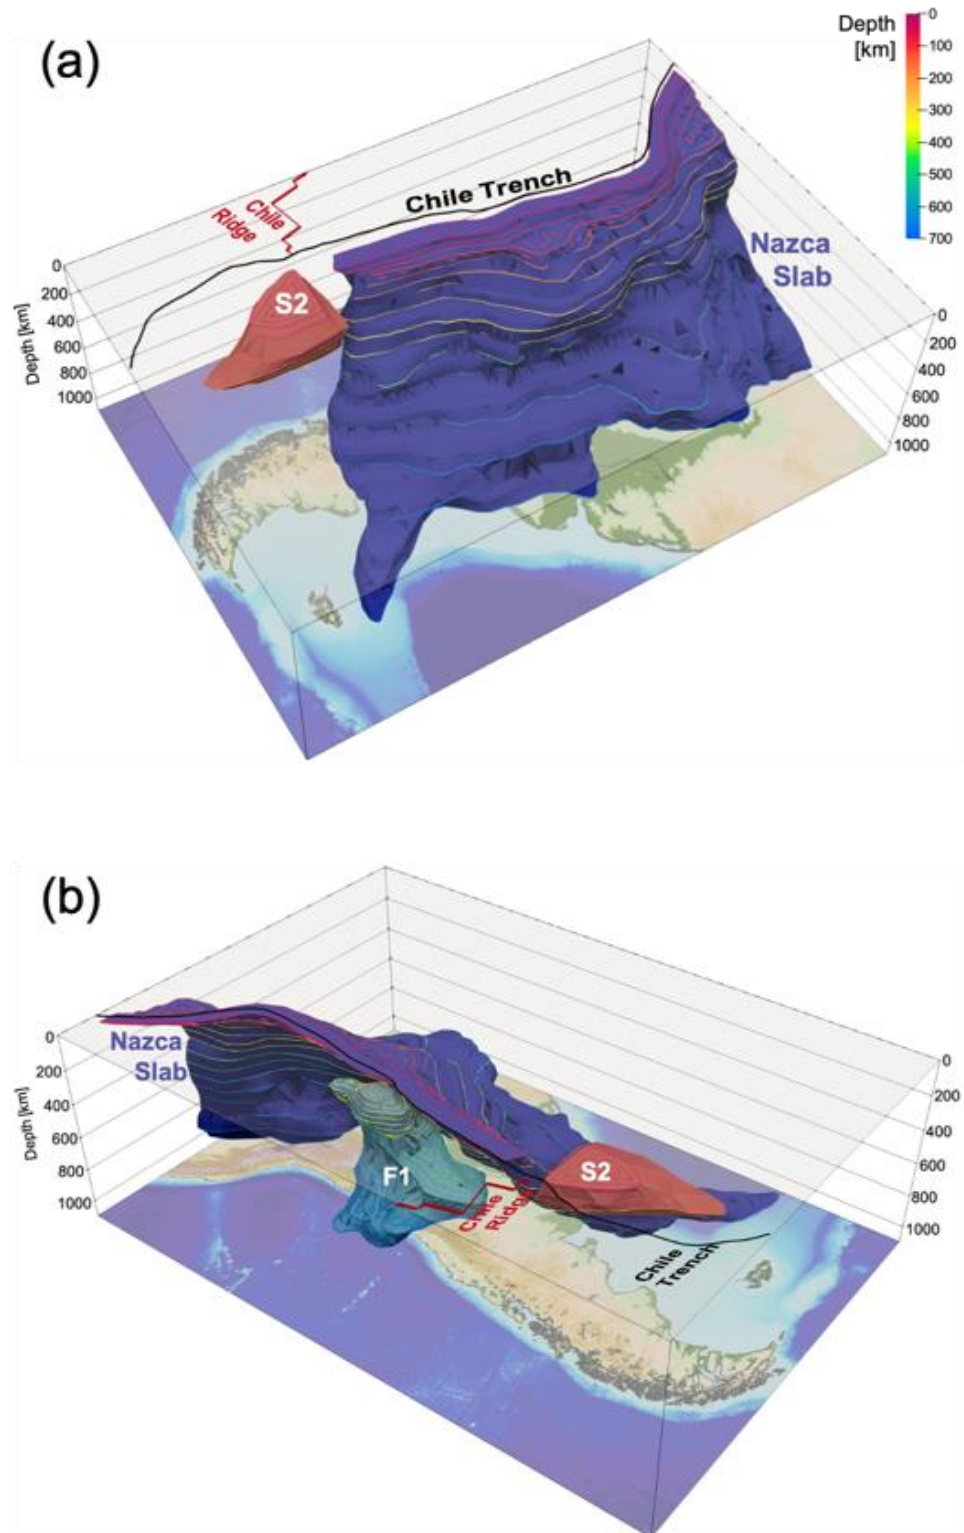 (a)
Depth
[km]
0
-100
-200
-300
-400
-500
-600
-700
Chile Trench
Chile
Ridge
S2
Nazca
Slab
0
200
400
600
800
1000
Depth [km]
0
200
400
600
800
1000
(b)
Nazca
Slab
0
200
400
600
800
1000
Depth [km]
F1
S2
Chile
Ridge
Chile
Trench
0
200
400
600
800
1000